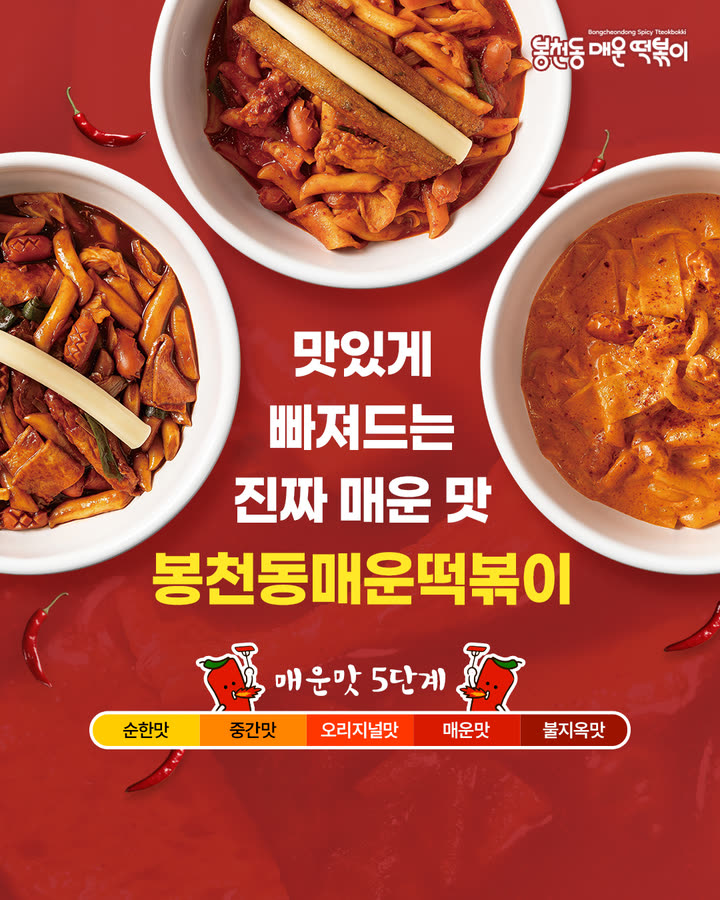 Bongcheondong Spicy Tteokbokki
봉천동 매운 떡볶이
맛있게
빠져드는
진짜 매운 맛
봉천동매운떡볶이
매운맛 5단계
순한맛 중간맛 오리지널맛 매운맛 불지옥맛